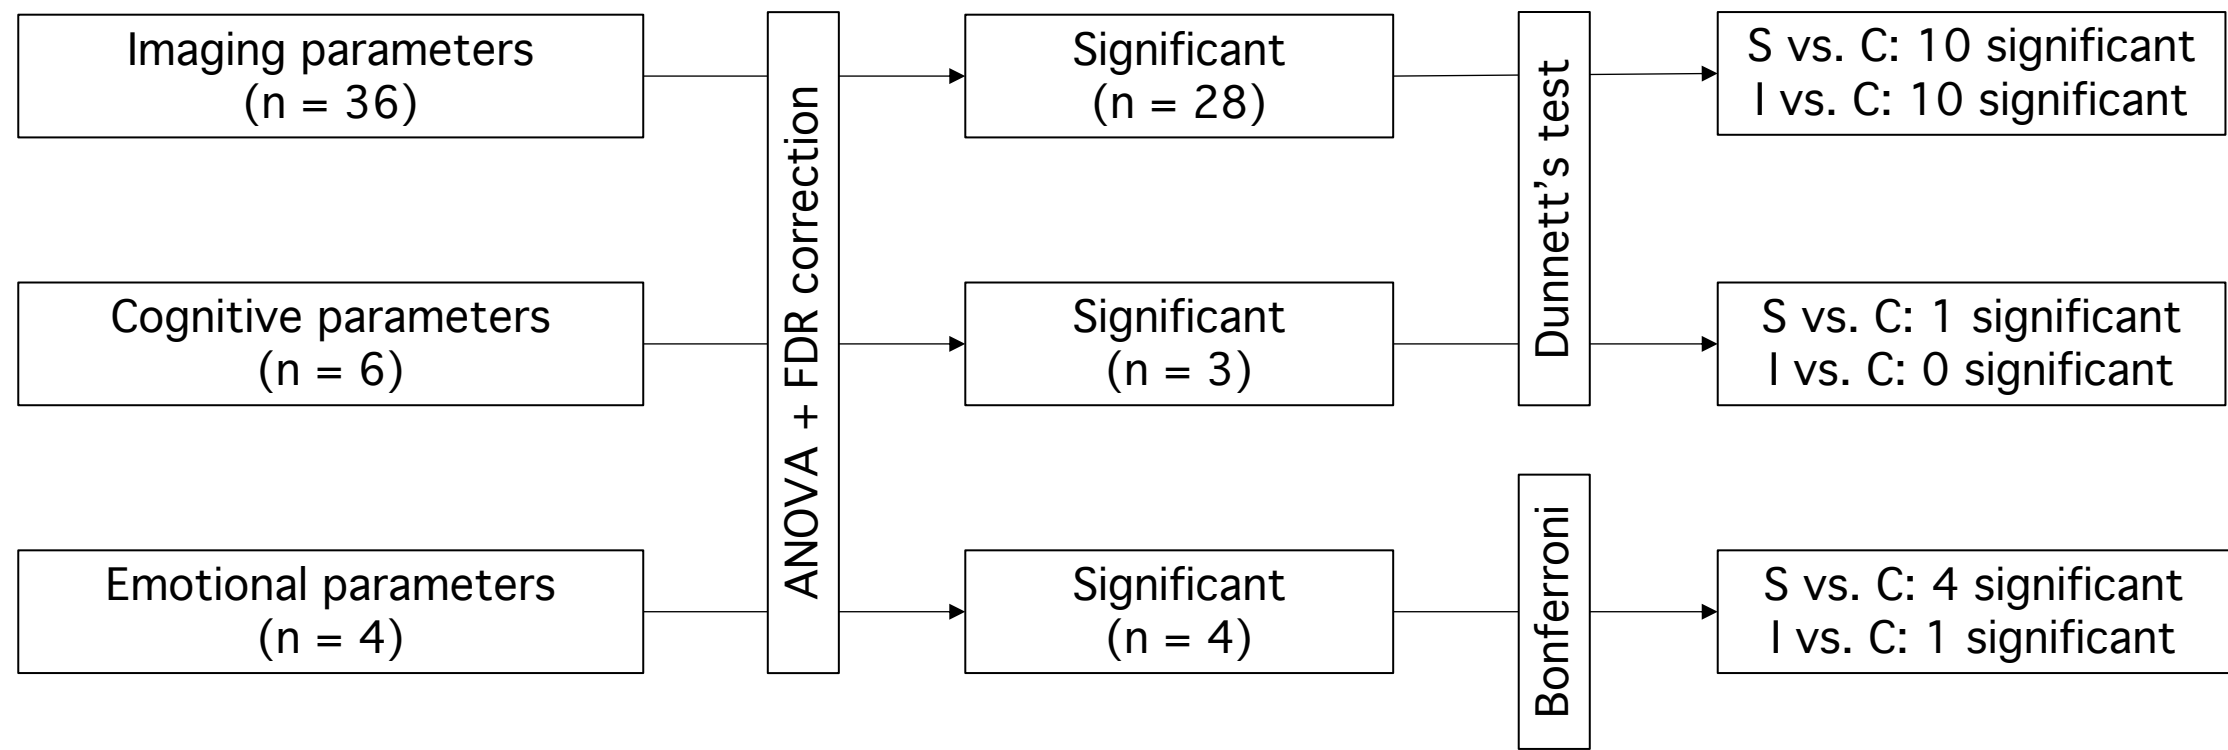 Imaging parameters
(n = 36)
ANOVA + FDR correction
Significant
(n = 28)
Dunnett's test
S vs. C: 10 significant
I vs. C: 10 significant
Cognitive parameters
(n = 6)
Significant
(n = 3)
S vs. C: 1 significant
I vs. C: 0 significant
Emotional parameters
(n = 4)
Significant
(n = 4)
Bonferroni
S vs. C: 4 significant
I vs. C: 1 significant